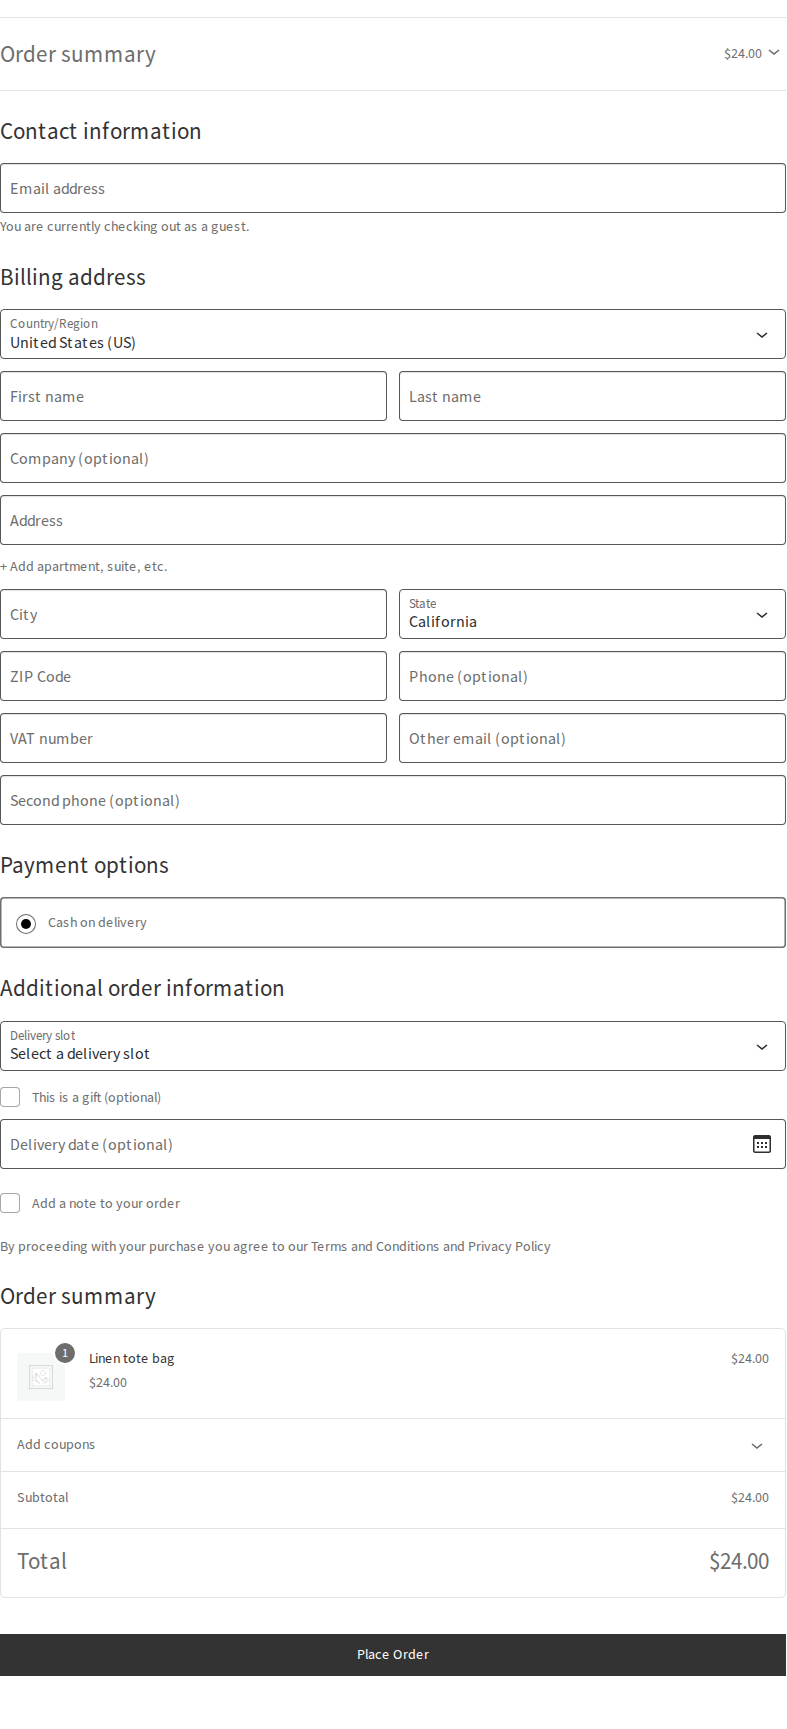 Order summary
$24.00
Contact information
Email address
You are currently checking out as a guest.
Billing address
Country/Region
United States (US)
First name
Last name
Company (optional)
Address
+ Add apartment, suite, etc.
City
State
California
ZIP Code
Phone (optional)
VAT number
Other email (optional)
Second phone (optional)
Payment options
Cash on delivery
Additional order information
Delivery slot
Select a delivery slot
This is a gift (optional)
Delivery date (optional)
Add a note to your order
By proceeding with your purchase you agree to our Terms and Conditions and Privacy Policy
Order summary
1
Linen tote bag
$24.00
$24.00
Add coupons
Subtotal
$24.00
Total
$24.00
Place Order